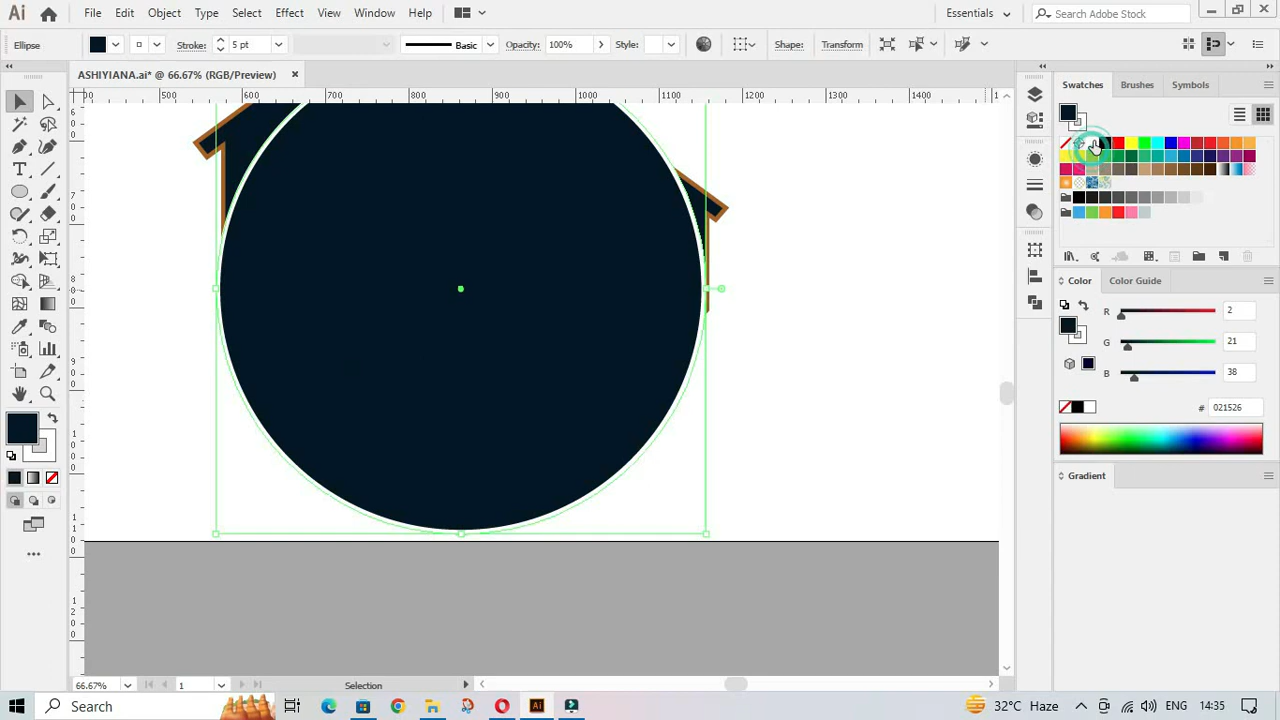 Ai File Edit Object Type Select Effect View Window Help Essentials Search Adobe Stock
Ellipse Stroke: 5 pt Basic Opacity: 100% Style: Shape: Transform
ASHIYIANA.ai* @ 66.67% (RGB/Preview) ×
500 600 700 800 900 1000 1100 1200 1300 1400
Swatches Brushes Symbols
Color Color Guide
R 2
G 21
B 38
# 021526
Gradient
66.67% 1 Selection
Search Ai 32°C Haze ENG 14:35